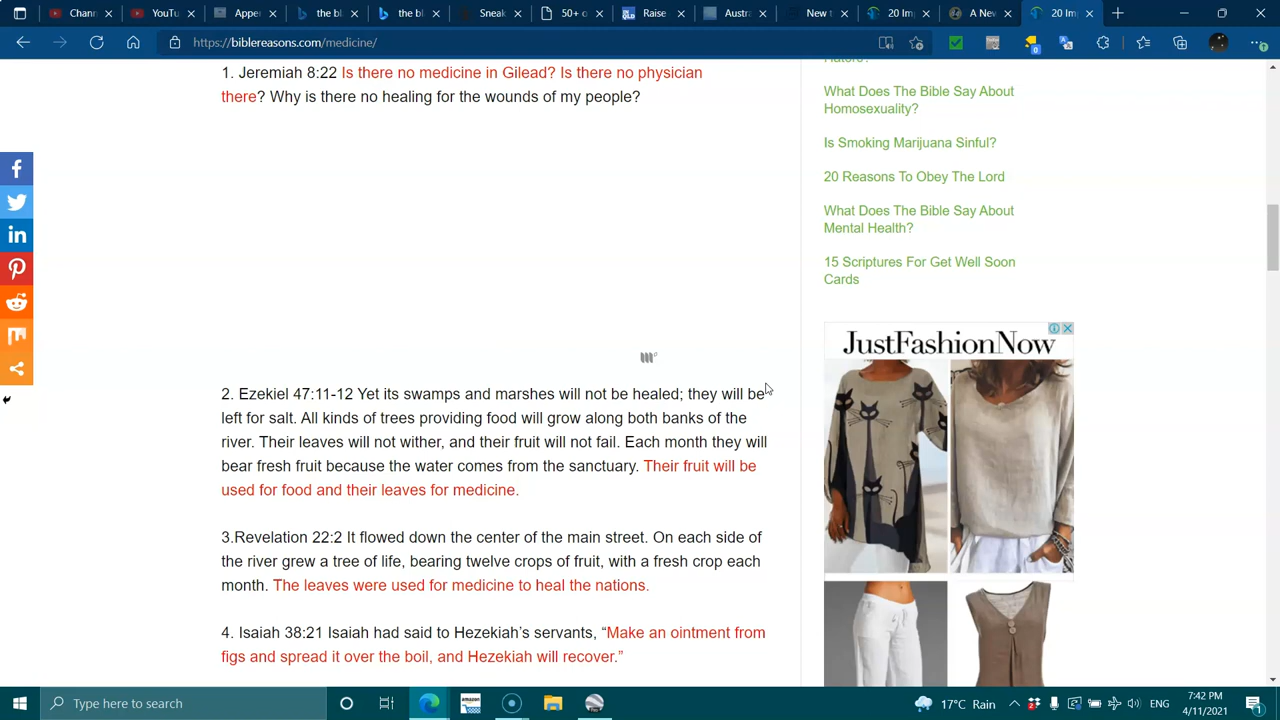 Chann
YouTu
Apper
the bl
the bl
Sneak
50+ c
Raise
Austra
New t
20 Im
A Nev
20 Im
https://biblereasons.com/medicine/
1. Jeremiah 8:22 Is there no medicine in Gilead? Is there no physician
there? Why is there no healing for the wounds of my people?
2. Ezekiel 47:11-12 Yet its swamps and marshes will not be healed; they will be
left for salt. All kinds of trees providing food will grow along both banks of the
river. Their leaves will not wither, and their fruit will not fail. Each month they will
bear fresh fruit because the water comes from the sanctuary. Their fruit will be
used for food and their leaves for medicine.
3.Revelation 22:2 It flowed down the center of the main street. On each side of
the river grew a tree of life, bearing twelve crops of fruit, with a fresh crop each
month. The leaves were used for medicine to heal the nations.
4. Isaiah 38:21 Isaiah had said to Hezekiah's servants, “Make an ointment from
figs and spread it over the boil, and Hezekiah will recover.”
What Does The Bible Say About
Homosexuality?
Is Smoking Marijuana Sinful?
20 Reasons To Obey The Lord
What Does The Bible Say About
Mental Health?
15 Scriptures For Get Well Soon
Cards
JUSTFASHIONNOW
Type here to search
amazon
17°C Rain
ENG
7:42 PM
4/11/2021